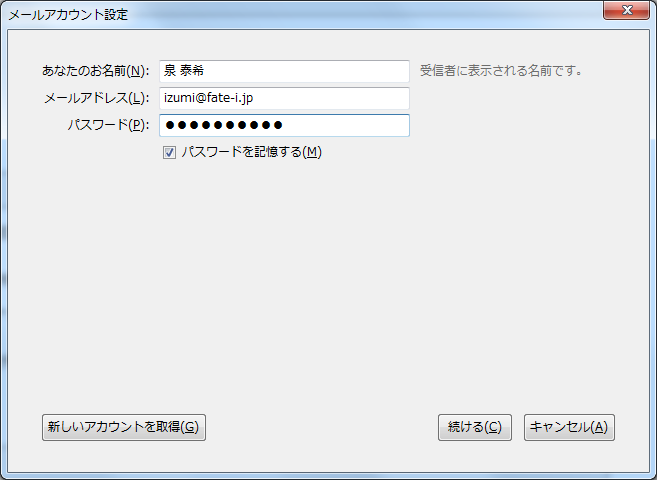 メールアカウント設定
あなたのお名前(N): 泉 泰希 受信者に表示される名前です。
メールアドレス(L): izumi@fate-i.jp
パスワード(P): ●●●●●●●●●●
パスワードを記憶する(M)
新しいアカウントを取得(G) 続ける(C) キャンセル(A)